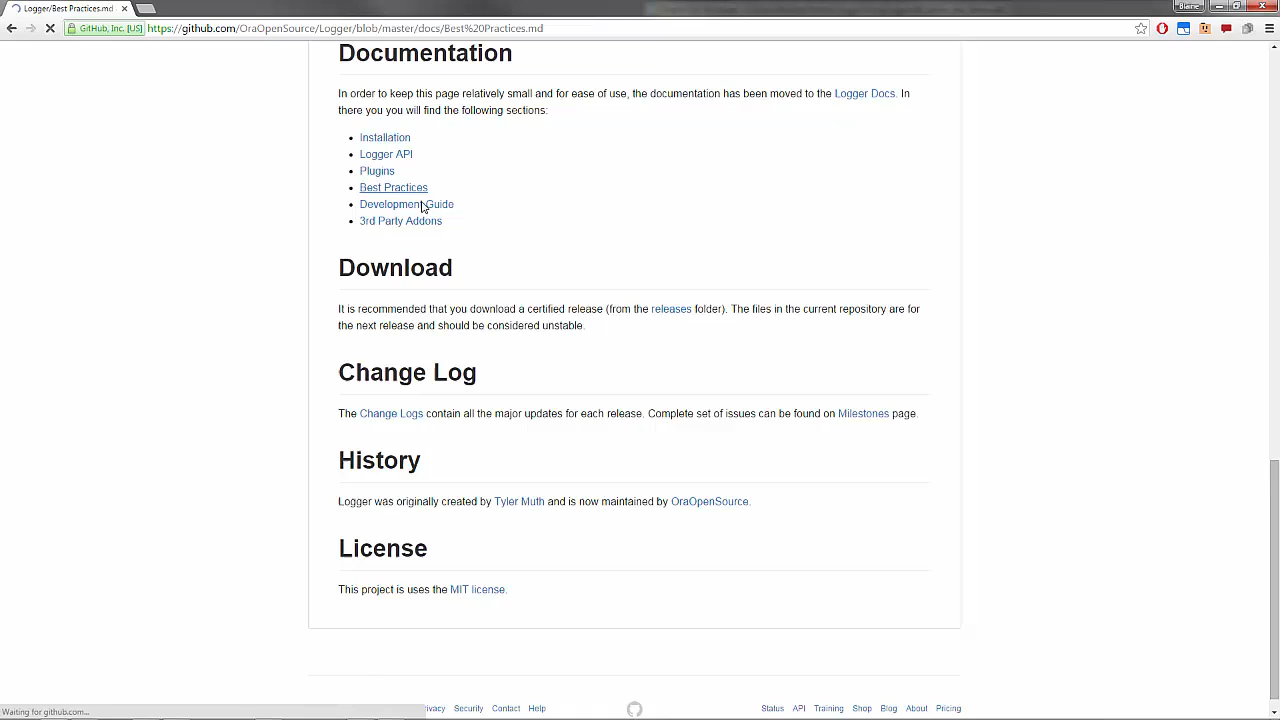 Logger/Best Practices.md
Blaine
GitHub, Inc. [US] https://github.com/OraOpenSource/Logger/blob/master/docs/Best%20Practices.md
Documentation
In order to keep this page relatively small and for ease of use, the documentation has been moved to the Logger Docs. In
there you you will find the following sections:
Installation
Logger API
Plugins
Best Practices
Development Guide
3rd Party Addons
Download
It is recommended that you download a certified release (from the releases folder). The files in the current repository are for
the next release and should be considered unstable.
Change Log
The Change Logs contain all the major updates for each release. Complete set of issues can be found on Milestones page.
History
Logger was originally created by Tyler Muth and is now maintained by OraOpenSource.
License
This project is uses the MIT license.
Waiting for github.com... Security Contact Help Status API Training Shop Blog About Pricing